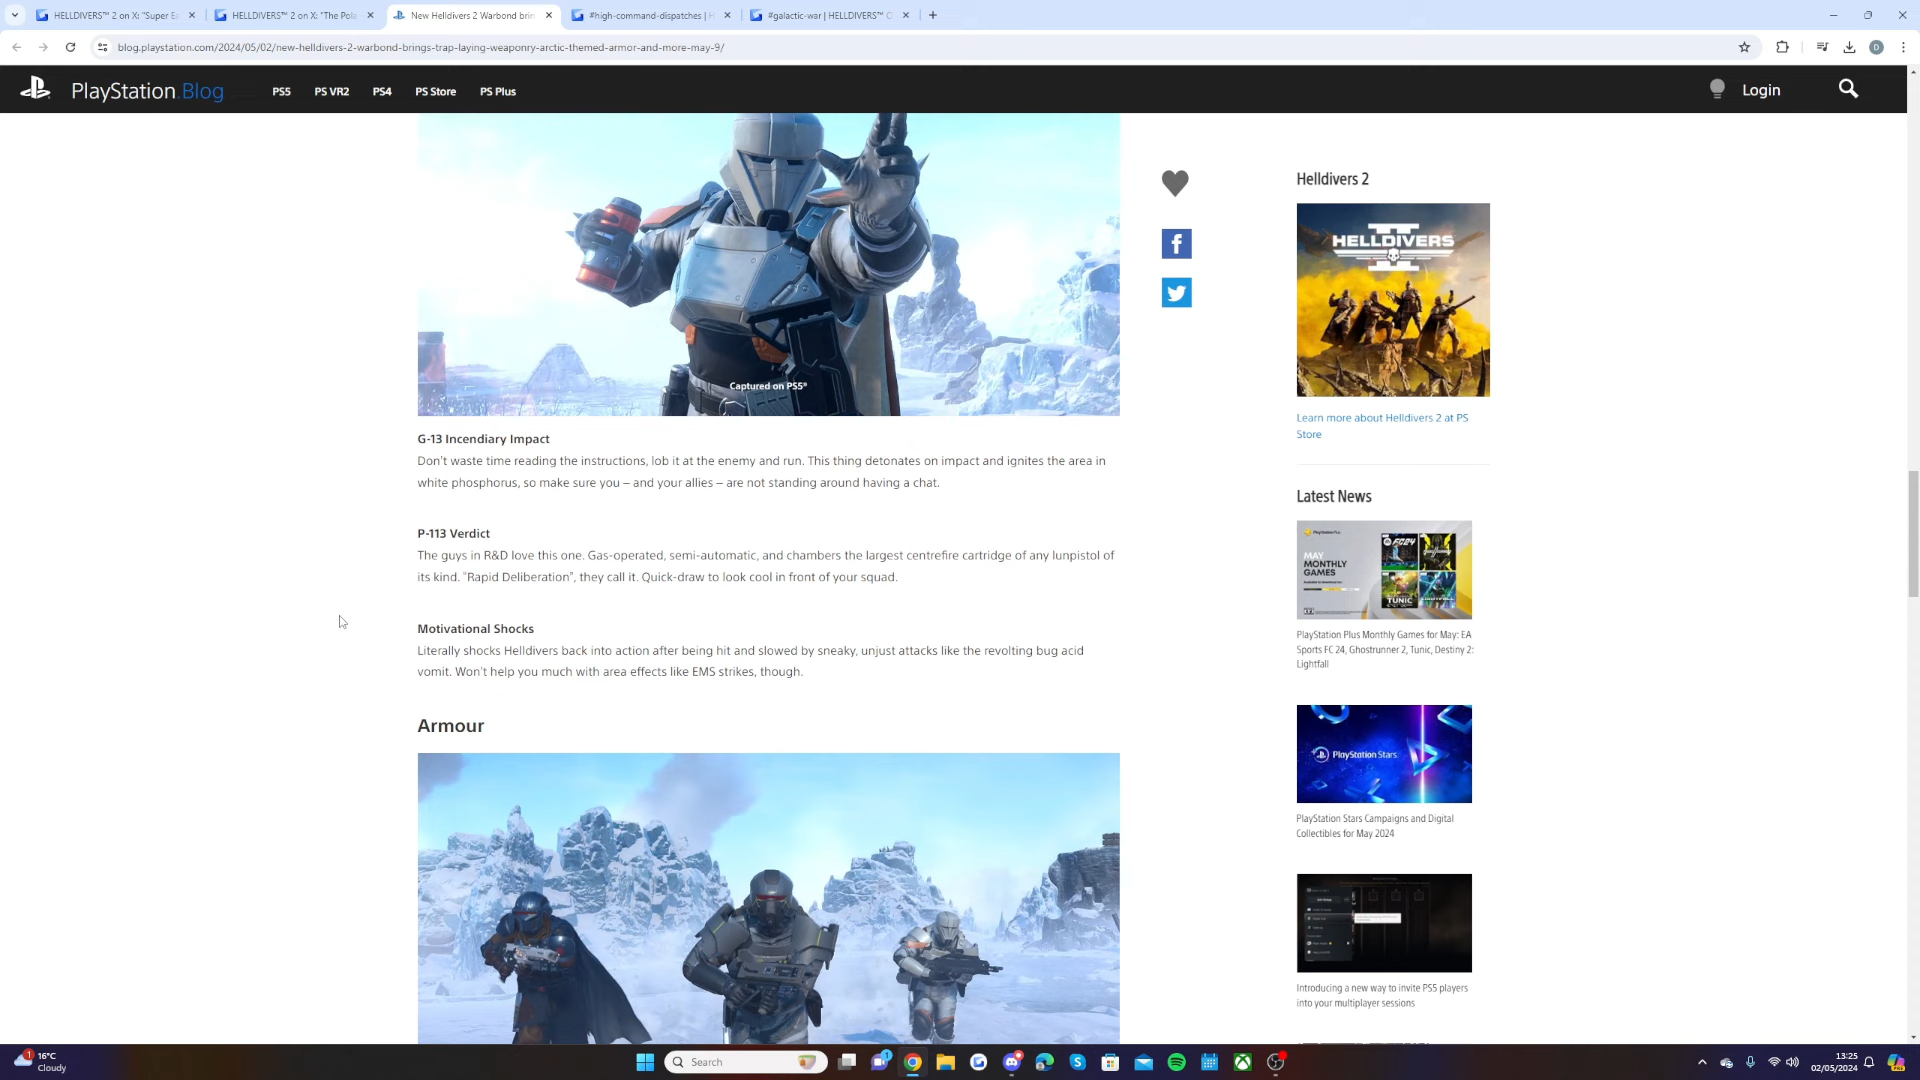 HELLDIVERS™ 2 on X: "Super E
HELLDIVERS™ 2 on X: "The Pola
New Helldivers 2 Warbond brin
#high-command-dispatches | H
#galactic-war | HELLDIVERS™ C
blog.playstation.com/2024/05/02/new-helldivers-2-warbond-brings-trap-laying-weaponry-arctic-themed-armor-and-more-may-9/
D
PlayStation.Blog
PS5
PS VR2
PS4
PS Store
PS Plus
Login
Captured on PS5®
G-13 Incendiary Impact
Don't waste time reading the instructions, lob it at the enemy and run. This thing detonates on impact and ignites the area in
white phosphorus, so make sure you – and your allies – are not standing around having a chat.
P-113 Verdict
The guys in R&D love this one. Gas-operated, semi-automatic, and chambers the largest centrefire cartridge of any lunpistol of
its kind. "Rapid Deliberation", they call it. Quick-draw to look cool in front of your squad.
Motivational Shocks
Literally shocks Helldivers back into action after being hit and slowed by sneaky, unjust attacks like the revolting bug acid
vomit. Won't help you much with area effects like EMS strikes, though.
Armour
Helldivers 2
HELLDIVERS
Learn more about Helldivers 2 at PS
Store
Latest News
PlayStation Plus
MAY
MONTHLY
GAMES
FC24
TUNIC
LIGHTFALL
PlayStation Plus Monthly Games for May: EA
Sports FC 24, Ghostrunner 2, Tunic, Destiny 2:
Lightfall
PlayStation Stars
PlayStation Stars Campaigns and Digital
Collectibles for May 2024
Introducing a new way to invite PS5 players
into your multiplayer sessions
1
16°C
Cloudy
Search
1
13:25
02/05/2024
PRE